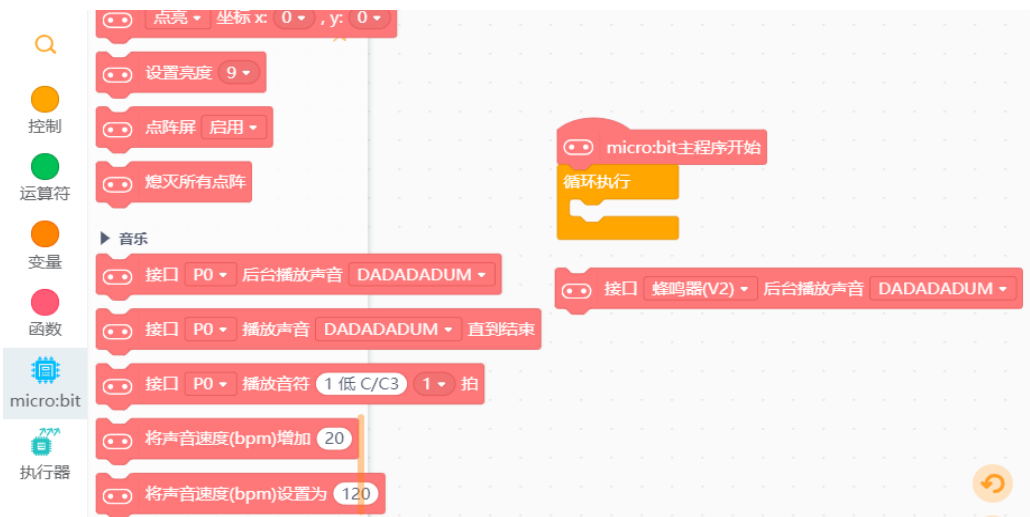 点亮 坐标 x: 0 , y: 0
设置亮度 9
点阵屏 启用
熄灭所有点阵
音乐
接口 P0 后台播放声音 DADADADUM
接口 P0 播放声音 DADADADUM 直到结束
接口 P0 播放音符 1 低 C/C3 1 拍
将声音速度(bpm)增加 20
将声音速度(bpm)设置为 120
控制
运算符
变量
函数
micro:bit
执行器
micro:bit主程序开始
循环执行
接口 蜂鸣器(V2) 后台播放声音 DADADADUM